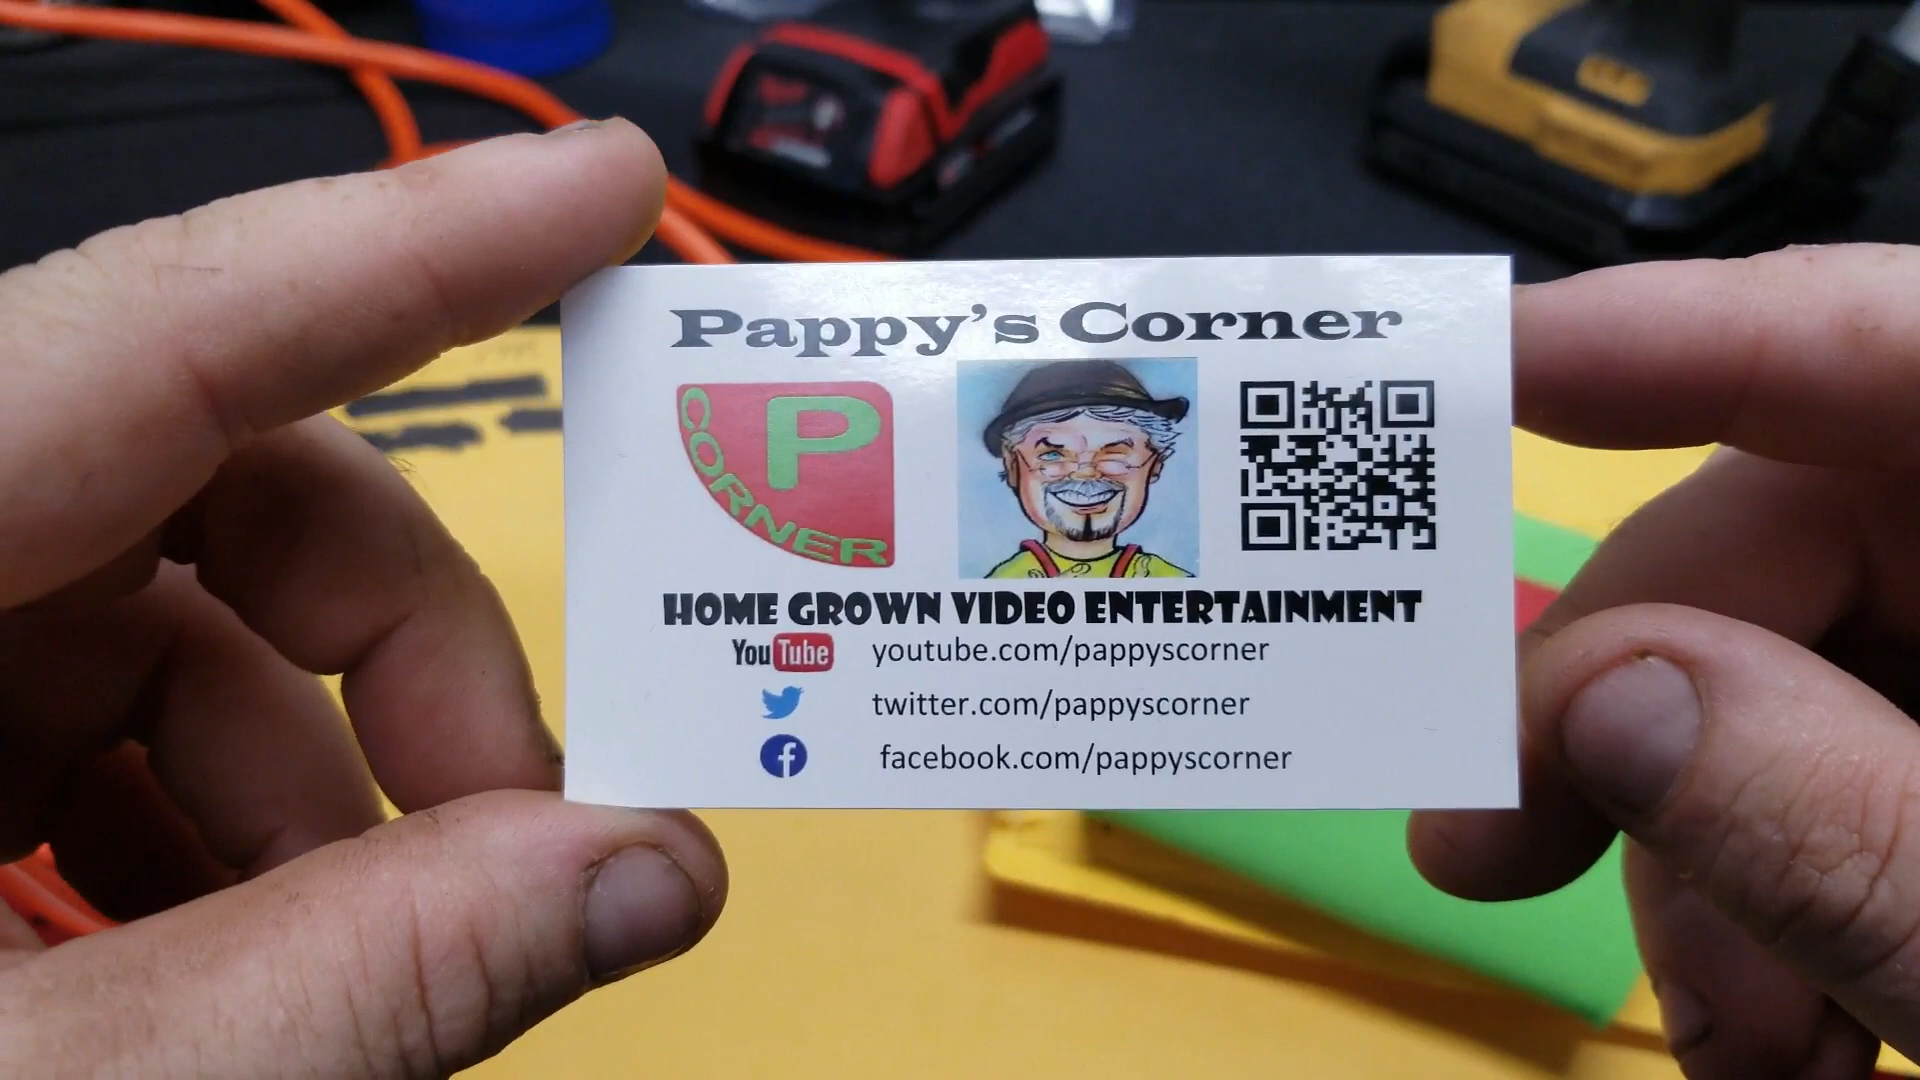 Pappy's Corner
P
CORNER
HOME GROWN VIDEO ENTERTAINMENT
YouTube youtube.com/pappyscorner
twitter.com/pappyscorner
f facebook.com/pappyscorner